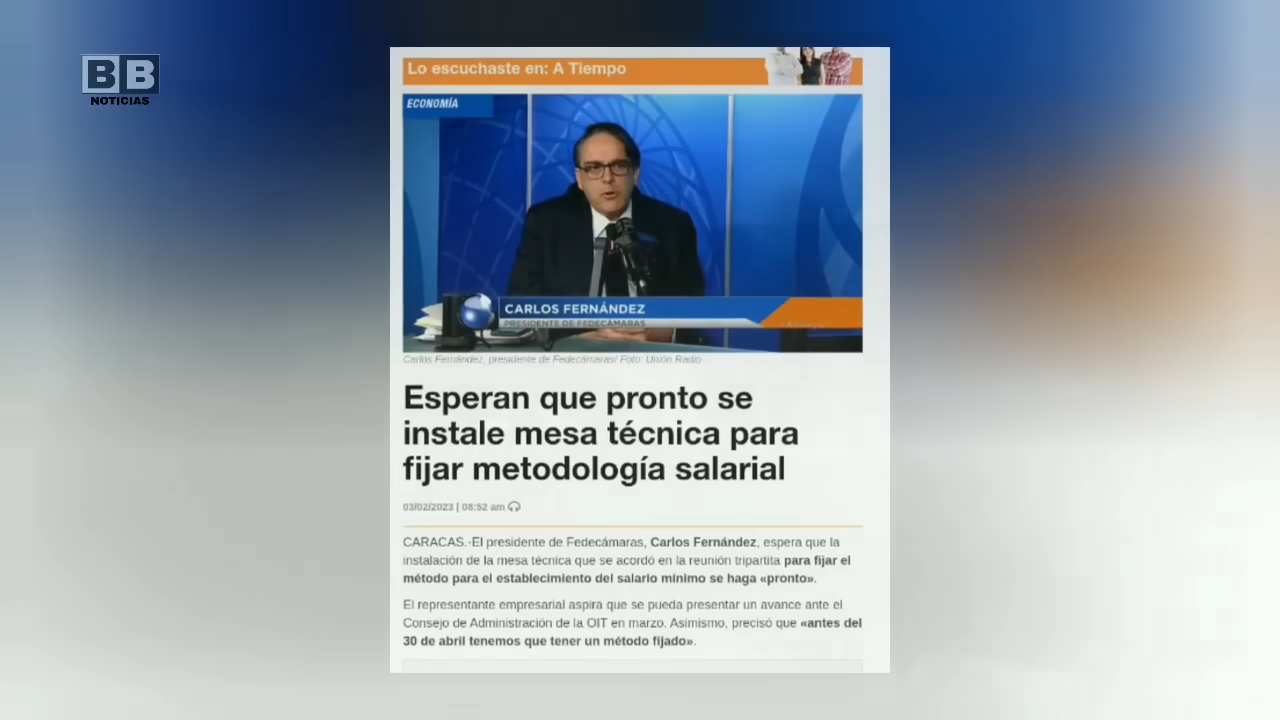 BB
NOTICIAS
Lo escuchaste en: A Tiempo
ECONOMÍA
CARLOS FERNÁNDEZ
PRESIDENTE DE FEDECÁMARAS
Carlos Fernández, presidente de Fedecámaras/ Foto: Unión Radio
Esperan que pronto se
instale mesa técnica para
fijar metodología salarial
03/02/2023 | 08:52 am
CARACAS.-El presidente de Fedecámaras, Carlos Fernández, espera que la
instalación de la mesa técnica que se acordó en la reunión tripartita para fijar el
método para el establecimiento del salario mínimo se haga «pronto».
El representante empresarial aspira que se pueda presentar un avance ante el
Consejo de Administración de la OIT en marzo. Asimismo, precisó que «antes del
30 de abril tenemos que tener un método fijado».